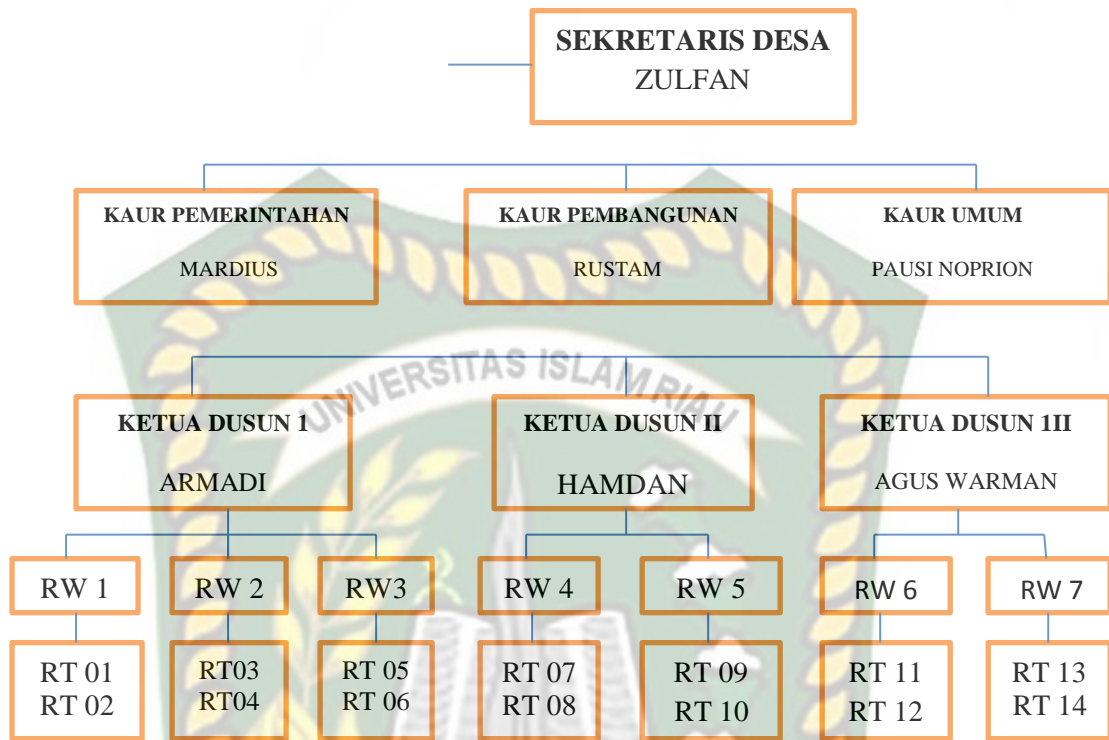 SEKRETARIS DESA
ZULFAN
KAUR PEMERINTAHAN
MARDIUS
KAUR PEMBANGUNAN
RUSTAM
KAUR UMUM
PAUSI NOPRION
UNIVERSITAS ISLAM RIAU
KETUA DUSUN 1
ARMADI
KETUA DUSUN II
HAMDAN
KETUA DUSUN 1II
AGUS WARMAN
RW 1
RW 2
RW3
RW 4
RW 5
RW 6
RW 7
RT 01
RT 02
RT03
RT04
RT 05
RT 06
RT 07
RT 08
RT 09
RT 10
RT 11
RT 12
RT 13
RT 14